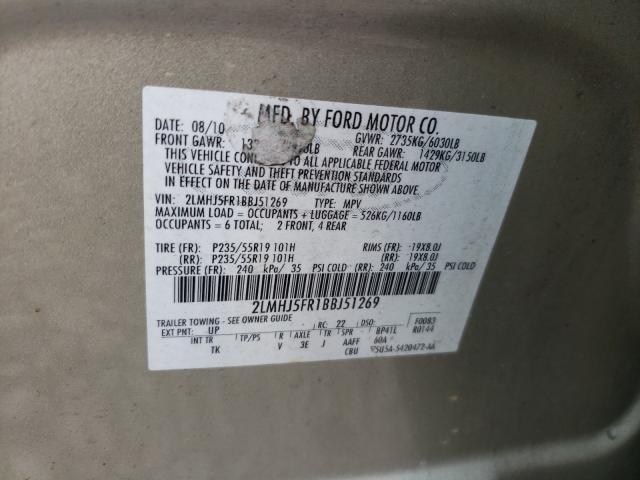 MFD. BY FORD MOTOR CO.
DATE: 08/10 GVWR: 2735KG/6030LB
FRONT GAWR: REAR GAWR: 1429KG/3150LB
THIS VEHICLE CONFORMS TO ALL APPLICABLE FEDERAL MOTOR
VEHICLE SAFETY AND THEFT PREVENTION STANDARDS
IN EFFECT ON THE DATE OF MANUFACTURE SHOWN ABOVE.
VIN: 2LMHJ5FR1BBJ51269 TYPE: MPV
MAXIMUM LOAD = OCCUPANTS + LUGGAGE = 526KG/1160LB
OCCUPANTS = 6 TOTAL; 2 FRONT, 4 REAR
TIRE (FR): P235/55R19 101H RIMS (FR): -19X8.0J
(RR): P235/55R19 101H (RR): -19X8.0J
PRESSURE (FR): 240 kPa/ 35 PSI COLD (RR): 240 kPa/ 35 PSI COLD
2LMHJ5FR1BBJ51269
TRAILER TOWING - SEE OWNER GUIDE F0083
EXT PNT: UP RC: 22 DSO: R0144
INT TR TP/PS R AXLE TR SPR BP41L
TK V 3E J AAFF 60A
CBU 5U5A-5420472-AA